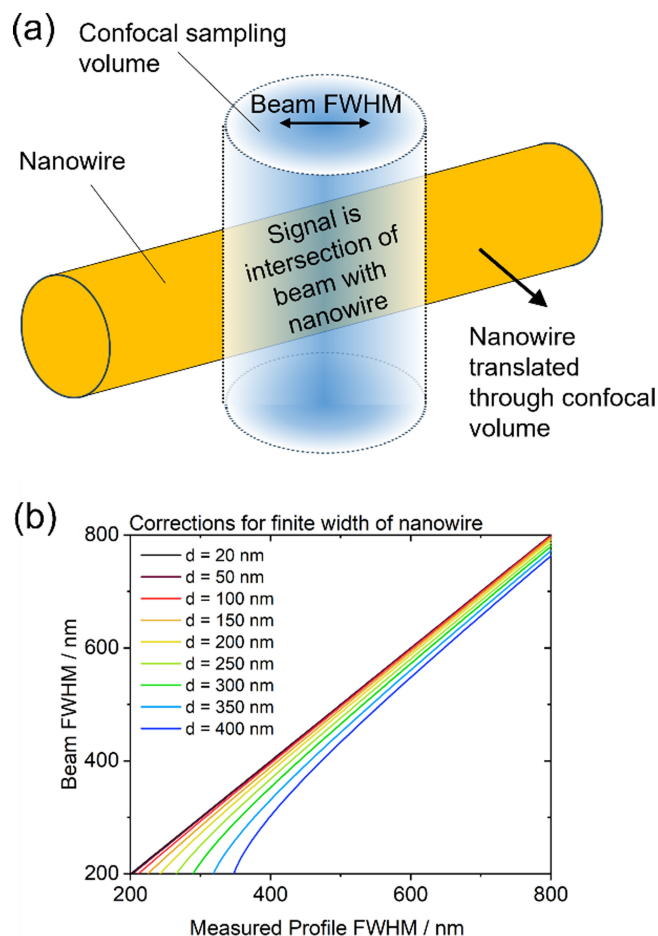 (a)
Confocal sampling
volume
Beam FWHM
Nanowire
Signal is
intersection of
beam with
nanowire
Nanowire
translated
through confocal
volume
(b)
Corrections for finite width of nanowire
800
600
400
200
Beam FWHM / nm
d = 20 nm
d = 50 nm
d = 100 nm
d = 150 nm
d = 200 nm
d = 250 nm
d = 300 nm
d = 350 nm
d = 400 nm
200 400 600 800
Measured Profile FWHM / nm